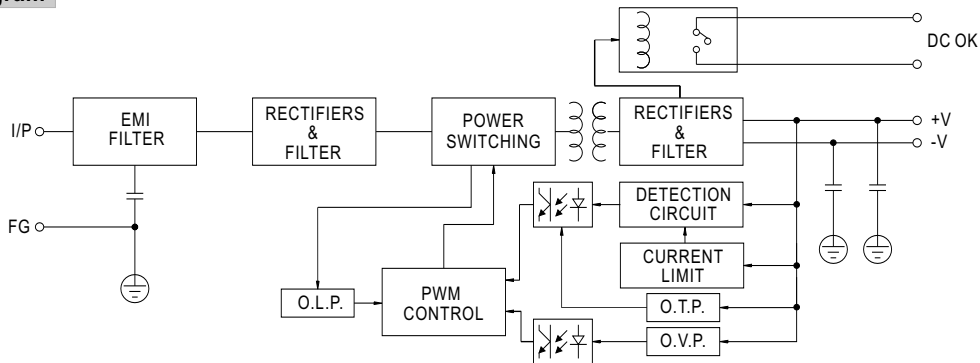 DC OK
I/P
EMI
FILTER
RECTIFIERS
&
FILTER
POWER
SWITCHING
RECTIFIERS
&
FILTER
+V
-V
FG
DETECTION
CIRCUIT
CURRENT
LIMIT
O.L.P.
PWM
CONTROL
O.T.P.
O.V.P.